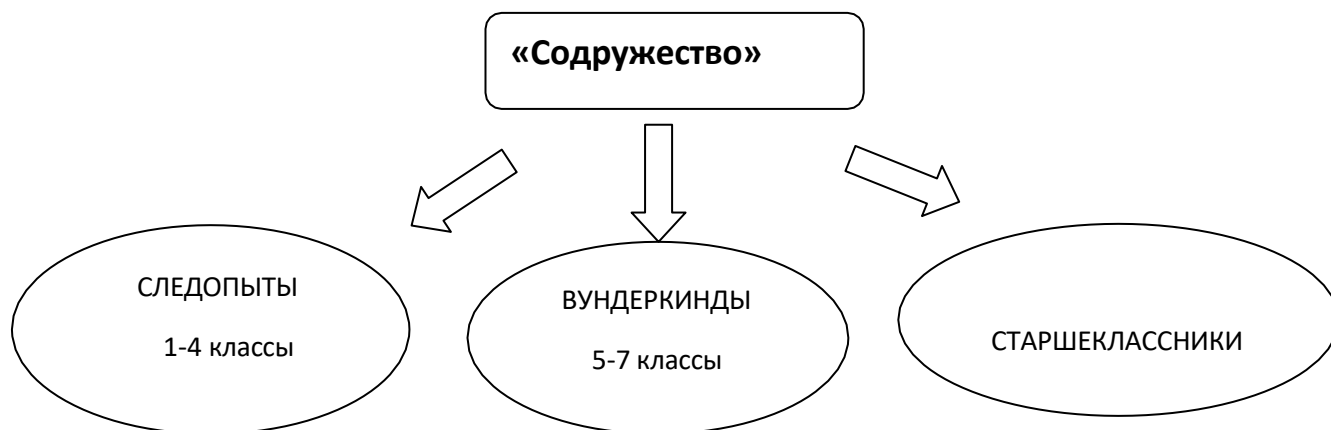 «Содружество»
СЛЕДОПЫТЫ
1-4 классы
ВУНДЕРКИНДЫ
5-7 классы
СТАРШЕКЛАССНИКИ